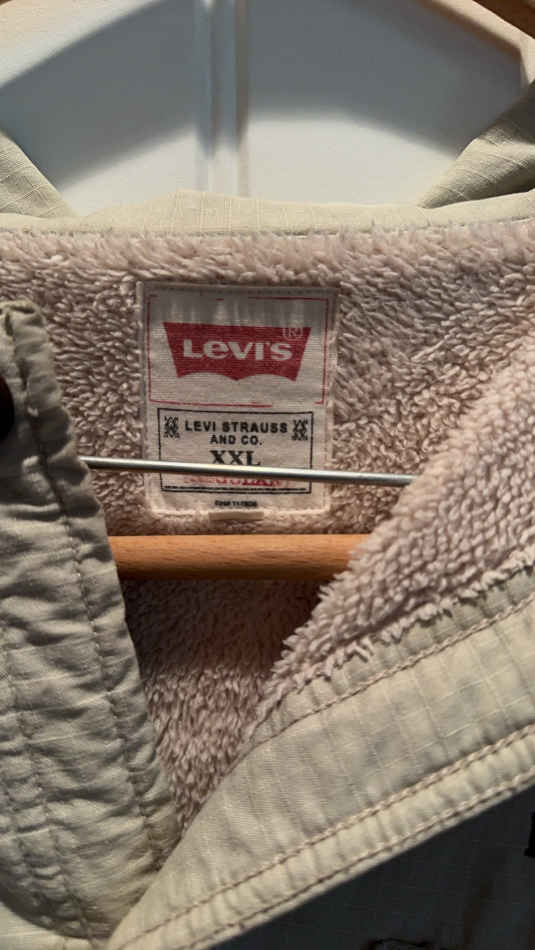 Levi's ®
LEVI STRAUSS
AND CO.
XXL